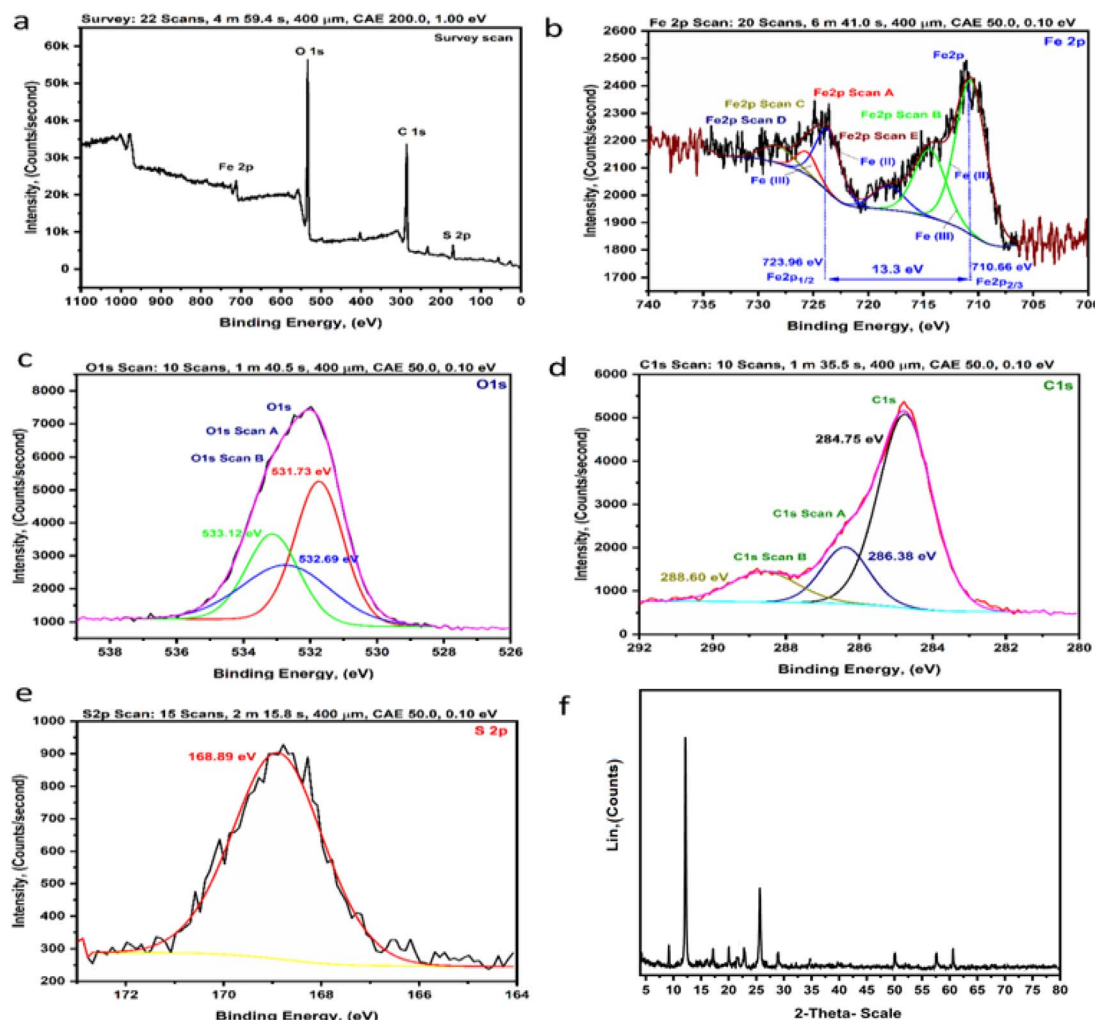 a
Survey: 22 Scans, 4 m 59.4 s, 400 µm, CAE 200.0, 1.00 eV
Survey scan
O 1s
C 1s
Fe 2p
S 2p
60k
50k
40k
30k
20k
10k
0
Intensity, (Counts/second)
1100 1000 900 800 700 600 500 400 300 200 100 0
Binding Energy, (eV)
b
Fe 2p Scan: 20 Scans, 6 m 41.0 s, 400 µm, CAE 50.0, 0.10 eV
Fe 2p
Fe2p
Fe2p Scan A
Fe2p Scan C
Fe2p Scan B
Fe2p Scan D
Fe2p Scan E
Fe (II)
Fe (II)
Fe (III)
Fe (III)
723.96 eV
Fe2p1/2
13.3 eV
710.66 eV
Fe2p2/3
2600
2500
2400
2300
2200
2100
2000
1900
1800
1700
Intensity, (Counts/second)
740 735 730 725 720 715 710 705 700
Binding Energy, (eV)
c
O1s Scan: 10 Scans, 1 m 40.5 s, 400 µm, CAE 50.0, 0.10 eV
O1s
O1s
O1s Scan A
O1s Scan B
531.73 eV
533.12 eV
532.69 eV
8000
7000
6000
5000
4000
3000
2000
1000
Intensity, (Counts/second)
538 536 534 532 530 528 526
Binding Energy, (eV)
d
C1s Scan: 10 Scans, 1 m 35.5 s, 400 µm, CAE 50.0, 0.10 eV
C1s
C1s
284.75 eV
C1s Scan A
C1s Scan B
286.38 eV
288.60 eV
6000
5000
4000
3000
2000
1000
0
Intensity, (Counts/second)
292 290 288 286 284 282 280
Binding Energy, (eV)
e
S2p Scan: 15 Scans, 2 m 15.8 s, 400 µm, CAE 50.0, 0.10 eV
S 2p
168.89 eV
1000
900
800
700
600
500
400
300
200
Intensity, (Counts/second)
172 170 168 166 164
Binding Energy, (eV)
f
Lin,(Counts)
5 10 15 20 25 30 35 40 45 50 55 60 65 70 75 80
2-Theta- Scale